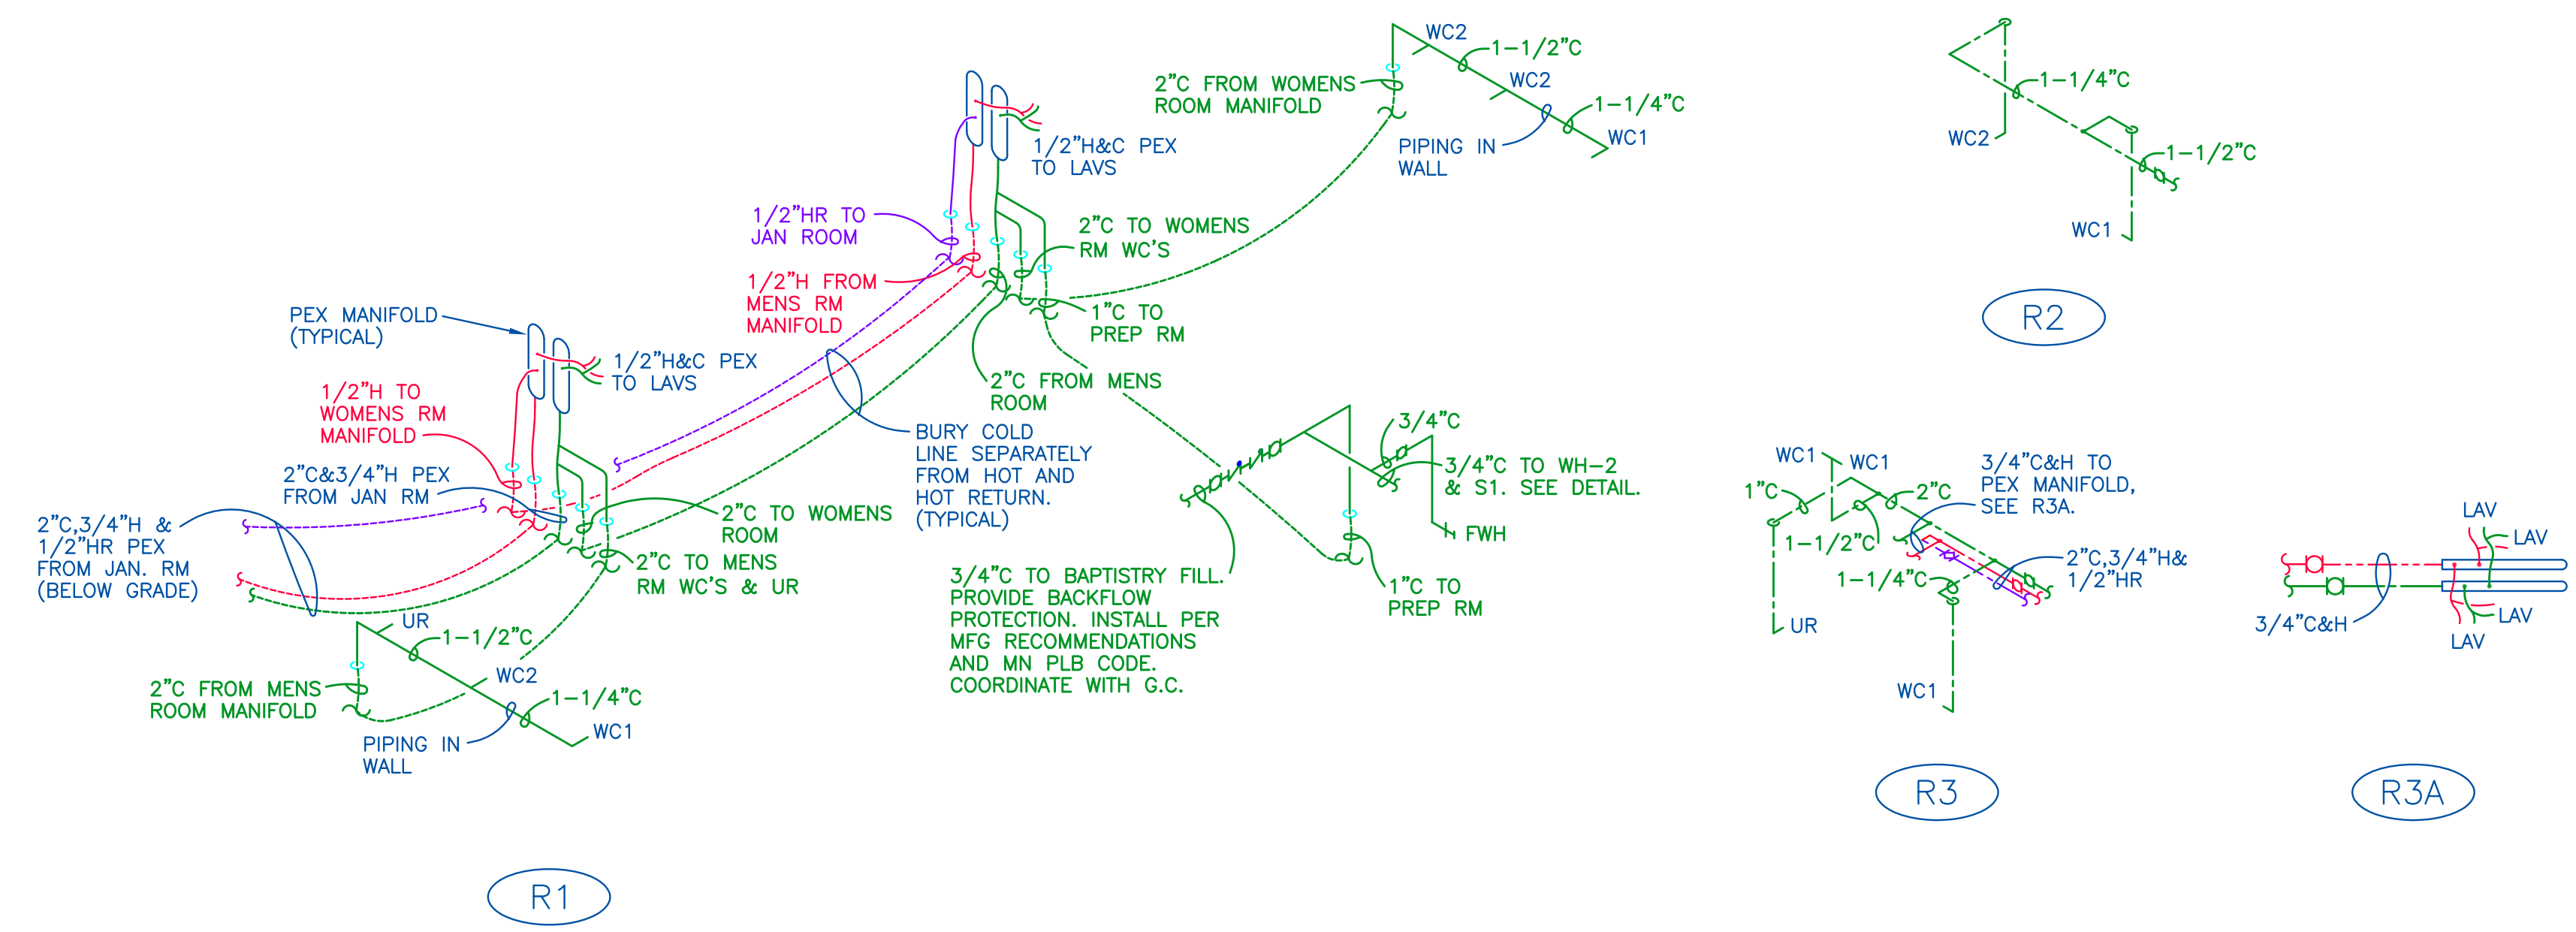 WC2
1-1/2"C
2"C FROM WOMENS
ROOM MANIFOLD
WC2
1-1/4"C
PIPING IN
WALL
WC1
1/2"H&C PEX
TO LAVS
1/2"HR TO
JAN ROOM
2"C TO WOMENS
RM WC'S
1/2"H FROM
MENS RM
MANIFOLD
1"C TO
PREP RM
2"C FROM MENS
ROOM
PEX MANIFOLD
(TYPICAL)
1/2"H&C PEX
TO LAVS
1/2"H TO
WOMENS RM
MANIFOLD
2"C&3/4"H PEX
FROM JAN RM
2"C,3/4"H &
1/2"HR PEX
FROM JAN. RM
(BELOW GRADE)
BURY COLD
LINE SEPARATELY
FROM HOT AND
HOT RETURN.
(TYPICAL)
2"C TO WOMENS
ROOM
2"C TO MENS
RM WC'S & UR
3/4"C
3/4"C TO WH-2
& S1. SEE DETAIL.
FWH
3/4"C TO BAPTISTRY FILL.
PROVIDE BACKFLOW
PROTECTION. INSTALL PER
MFG RECOMMENDATIONS
AND MN PLB CODE.
COORDINATE WITH G.C.
1"C TO
PREP RM
UR
1-1/2"C
WC2
2"C FROM MENS
ROOM MANIFOLD
1-1/4"C
PIPING IN
WALL
WC1
R1
1-1/4"C
WC2
1-1/2"C
WC1
R2
WC1
WC1
3/4"C&H TO
PEX MANIFOLD,
SEE R3A.
1"C
2"C
1-1/2"C
1-1/4"C
2"C,3/4"H&
1/2"HR
UR
WC1
R3
LAV
LAV
3/4"C&H
LAV
LAV
R3A